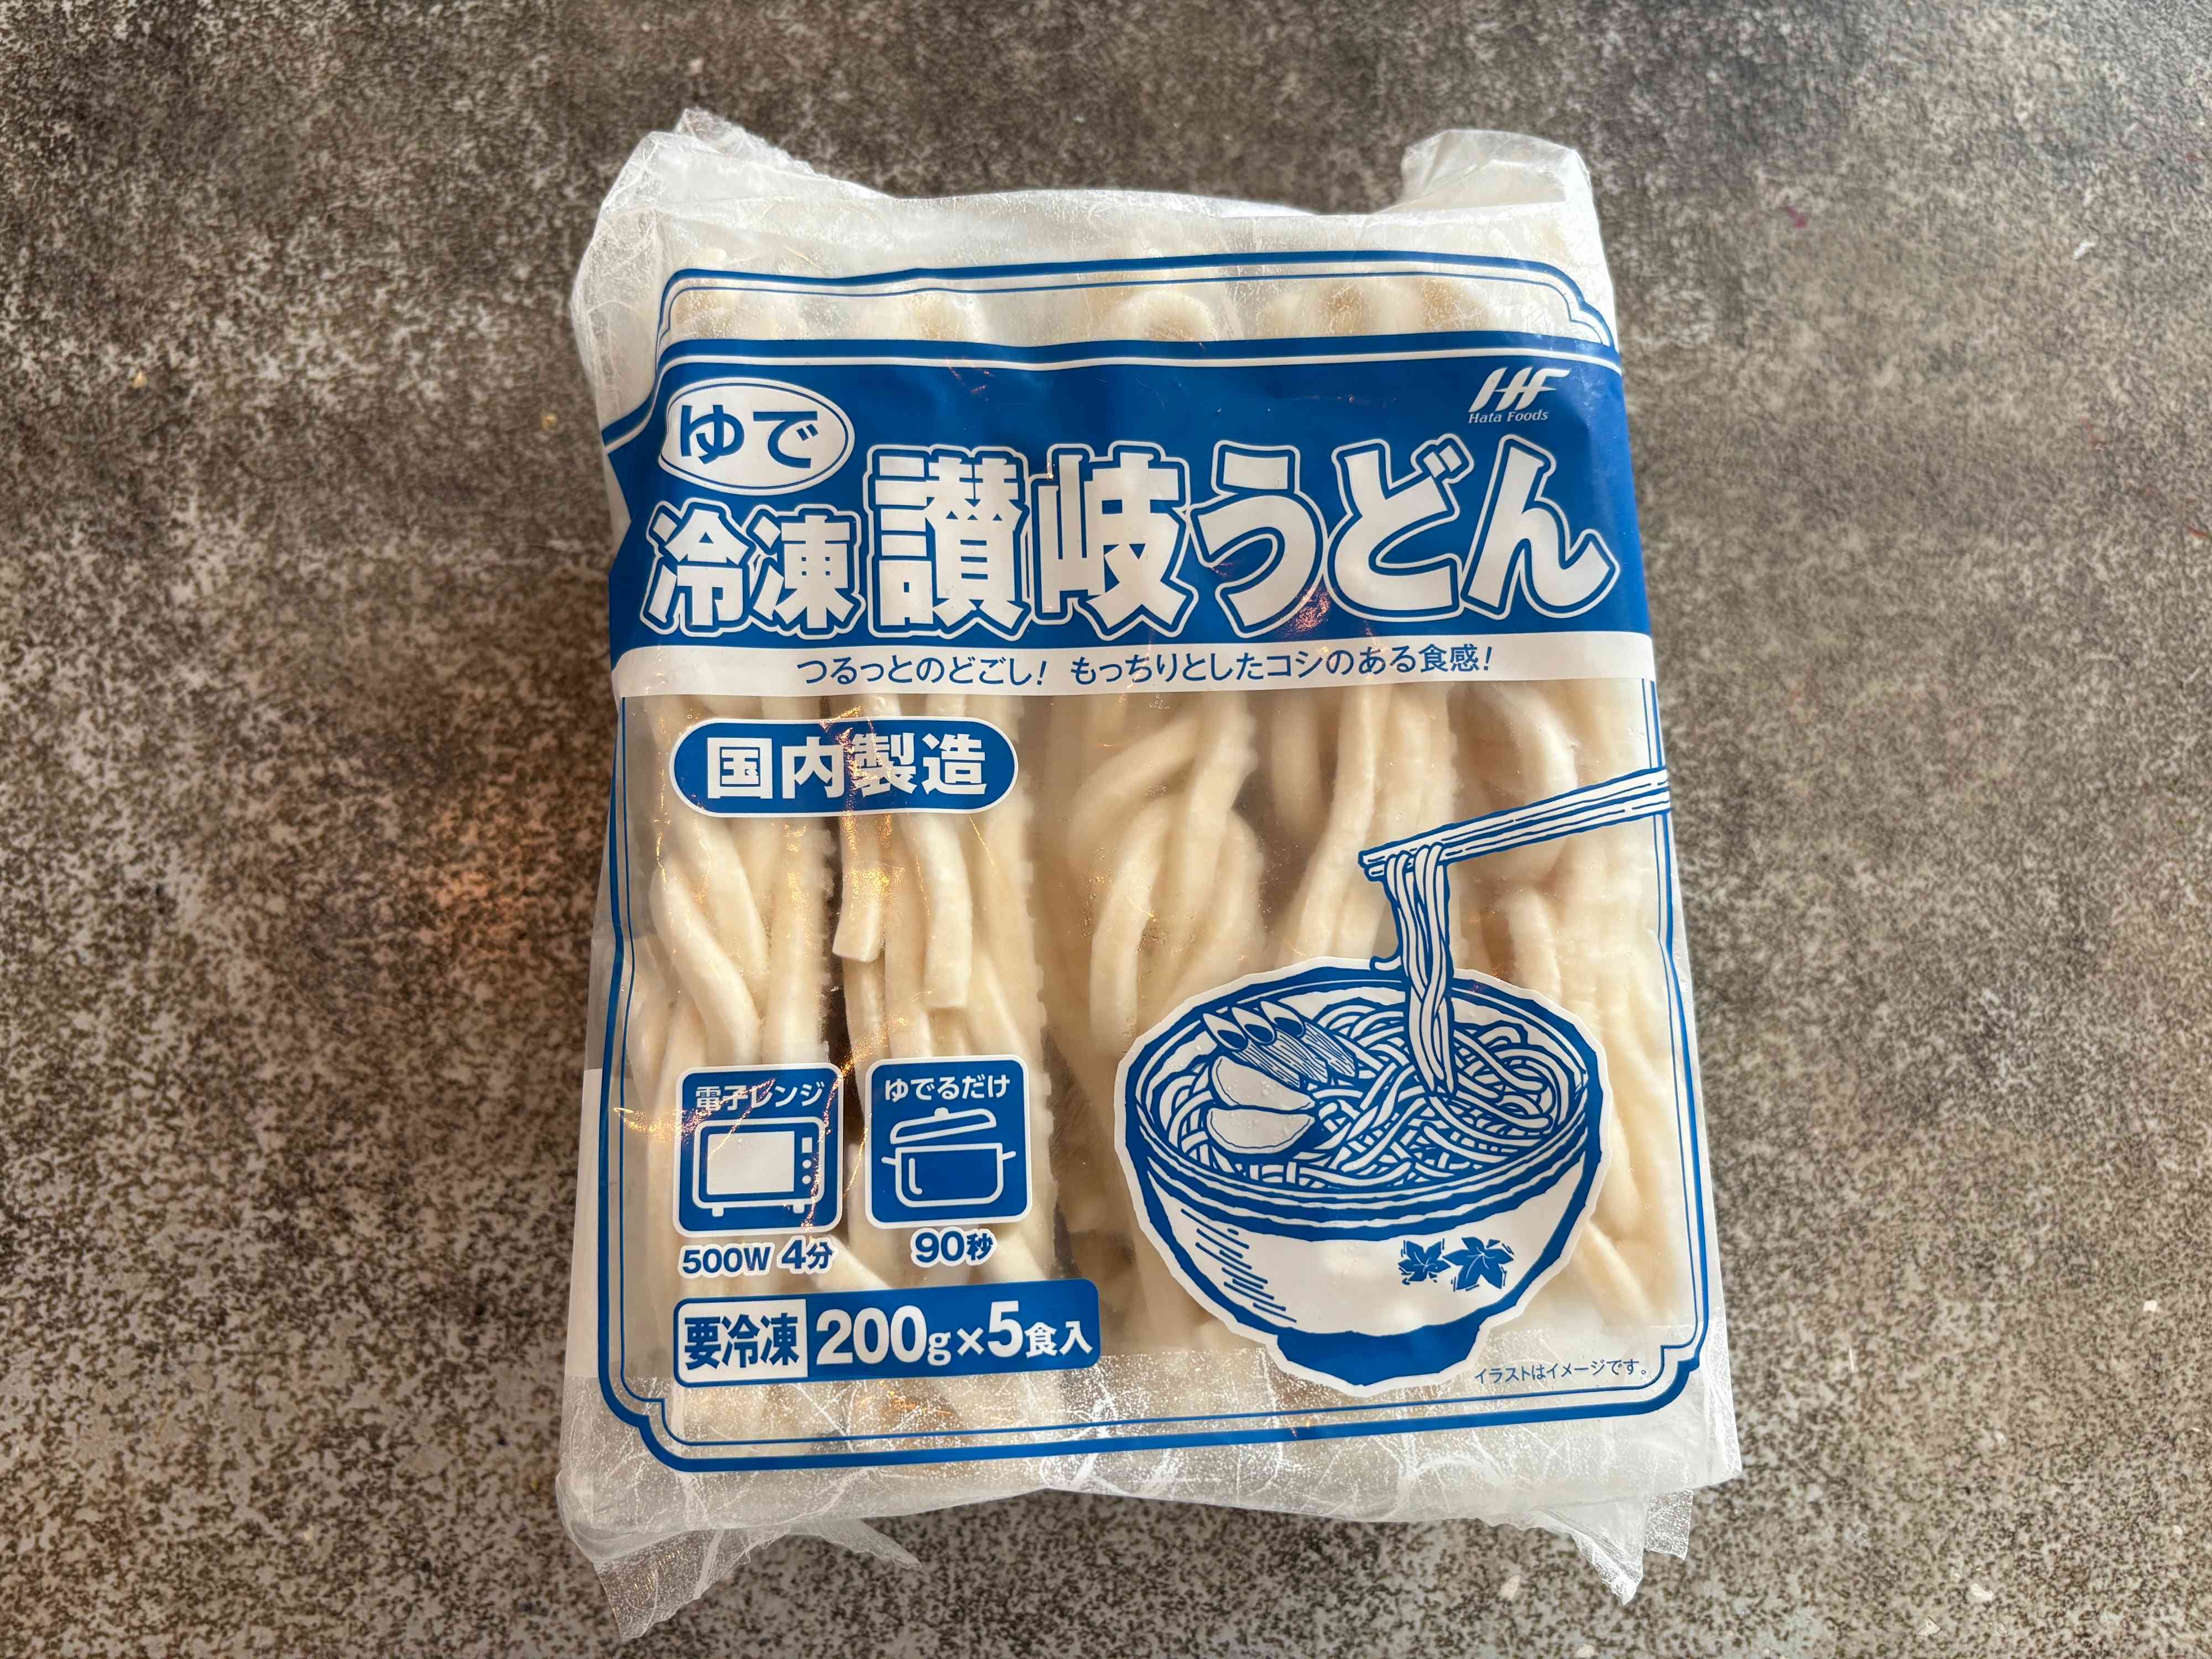 HF
Hata Foods
ゆで
冷凍讃岐うどん
つるっとのどごし! もっちりとしたコシのある食感!
国内製造
電子レンジ
500W 4分
ゆでるだけ
90秒
要冷凍 200g×5食入
イラストはイメージです。